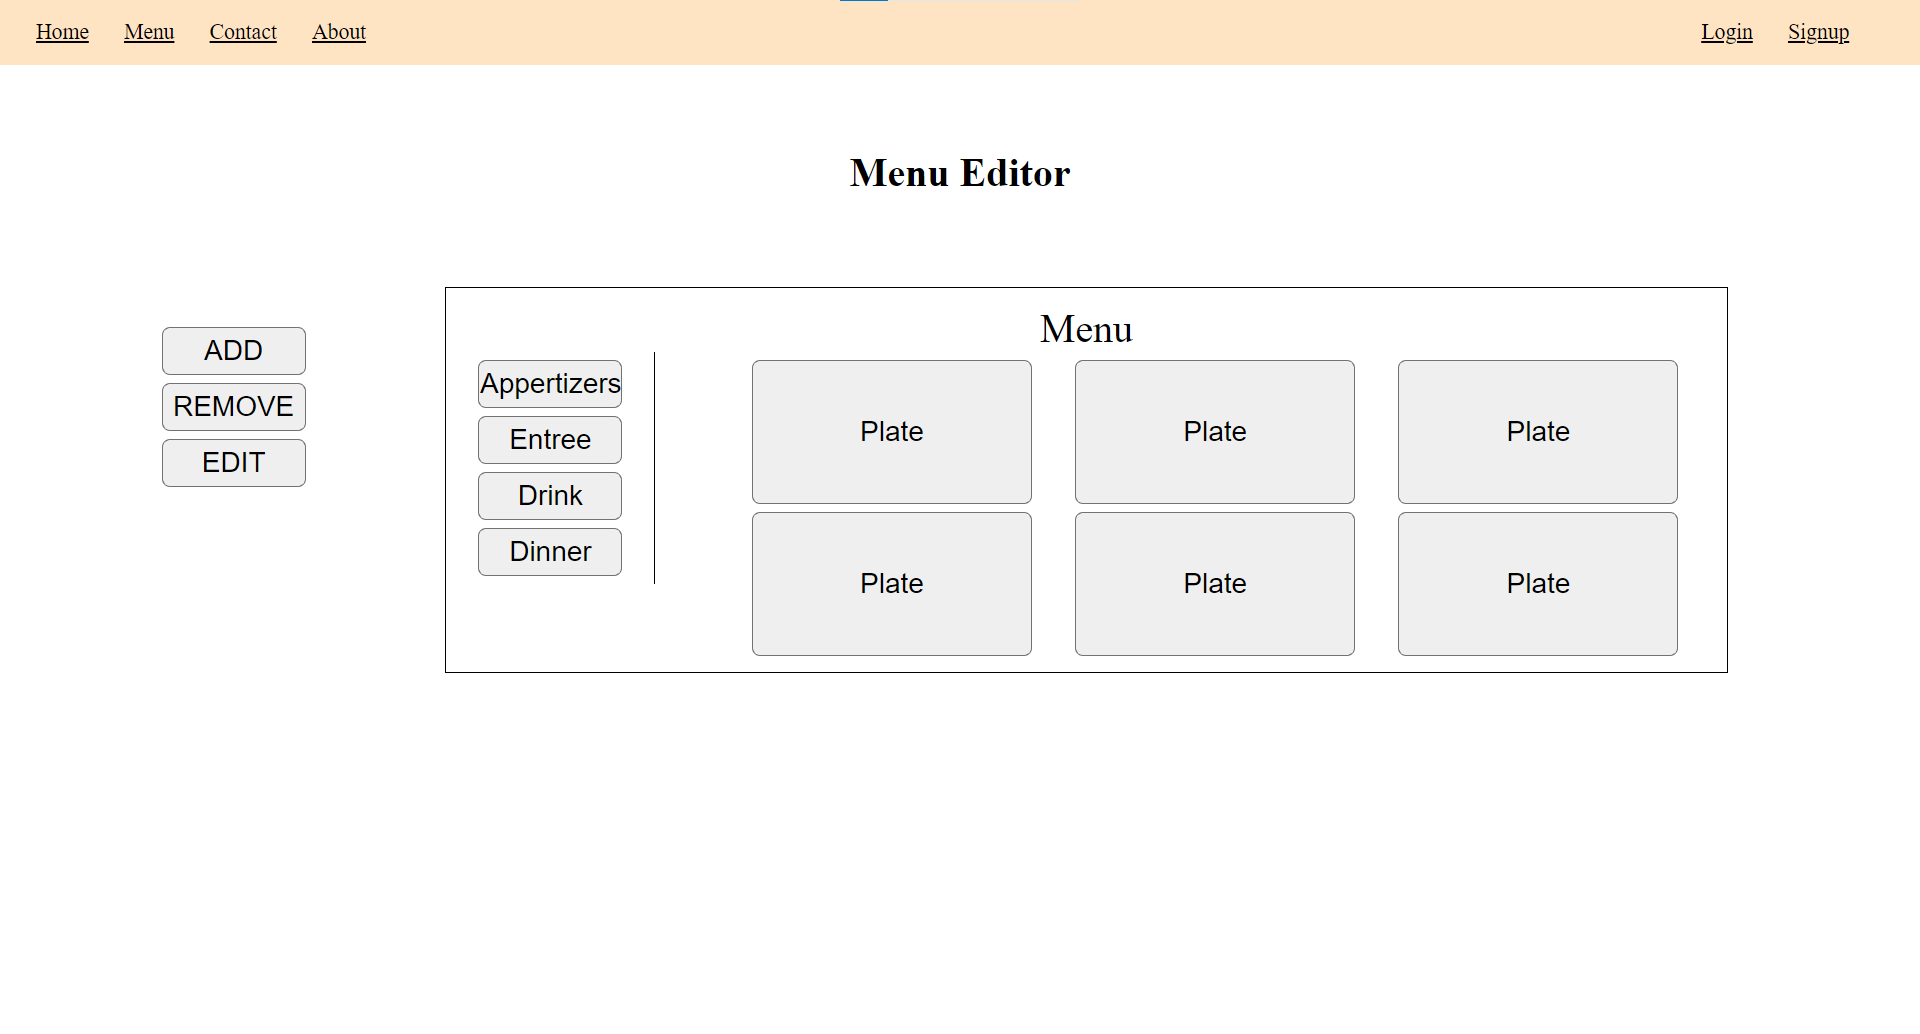 Home Menu Contact About Login Signup
Menu Editor
ADD
REMOVE
EDIT
Menu
Appertizers
Entree
Drink
Dinner
Plate Plate Plate
Plate Plate Plate